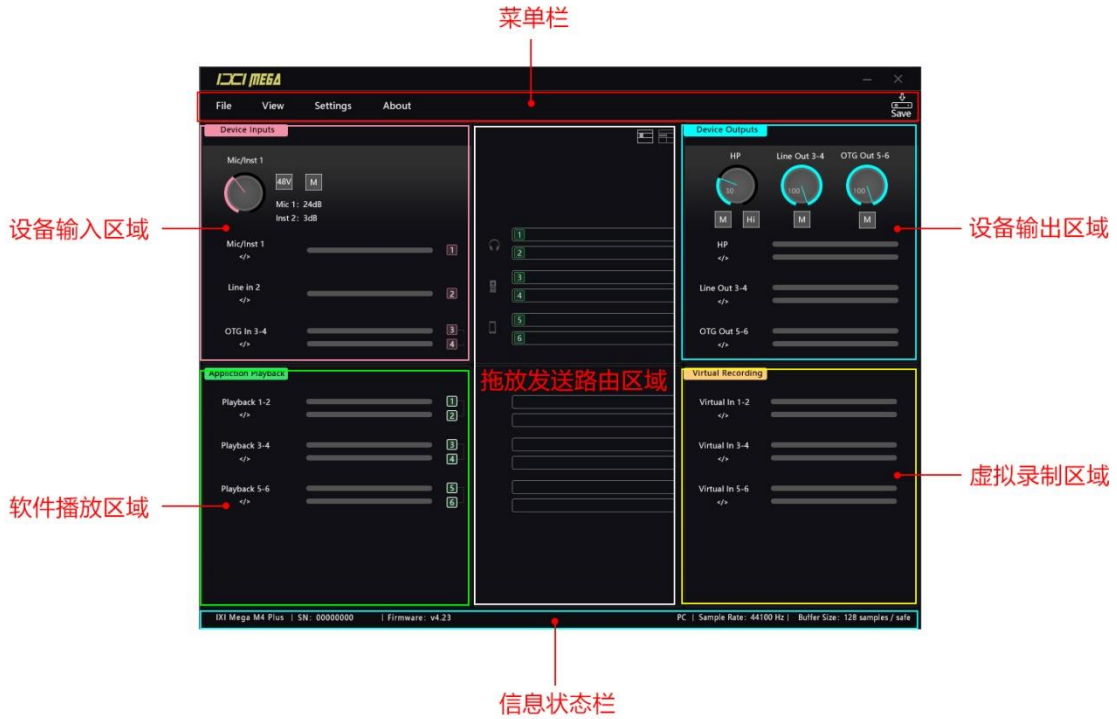 菜单栏
IXI MEGA
File View Settings About Save
Device Inputs
Mic/Inst 1
48V M
Mic 1: 24dB
Inst 2: 3dB
Mic/Inst 1
</>
1
Line in 2
</>
2
OTG In 3-4
</>
3
4
设备输入区域
1
2
3
4
5
6
拖放发送路由区域
Device Outputs
HP Line Out 3-4 OTG Out 5-6
50 100 100
M Hi M M
HP
</>
Line Out 3-4
</>
OTG Out 5-6
</>
设备输出区域
Appliction Playback
Playback 1-2
</>
1
2
Playback 3-4
</>
3
4
Playback 5-6
</>
5
6
软件播放区域
Virtual Recording
Virtual In 1-2
</>
Virtual In 3-4
</>
Virtual In 5-6
</>
虚拟录制区域
IXI Mega M4 Plus | SN: 00000000 | Firmware: v4.23 PC | Sample Rate: 44100 Hz | Buffer Size: 128 samples / safe
信息状态栏